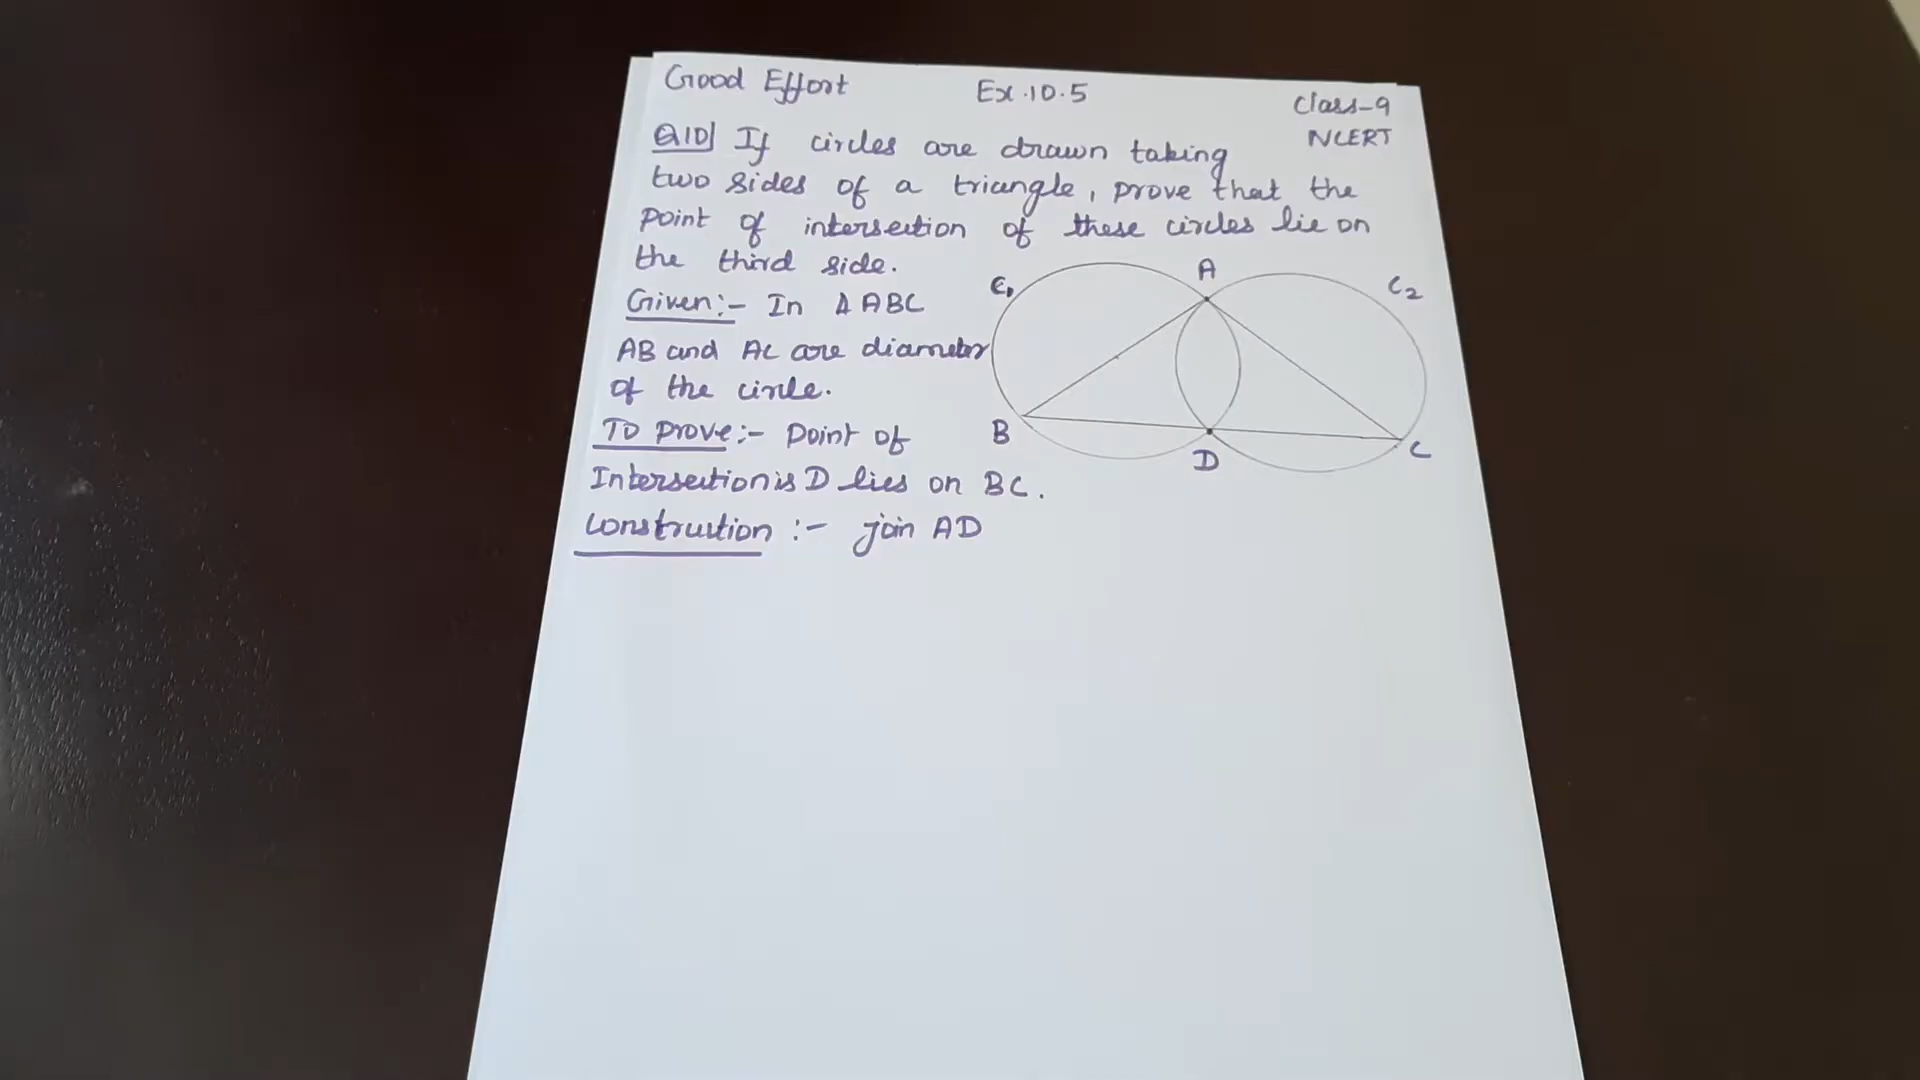 Good Effort Ex.10.5 Class-9
NCERT
Q10] If circles are drawn taking
two sides of a triangle, prove that the
point of intersection of these circles lie on
the third side.
Given:- In ΔABC
AB and AC are diameter
of the circle.
To prove:- Point of
Intersection is D lies on BC.
Construction :- join AD
C1 A C2
B D C